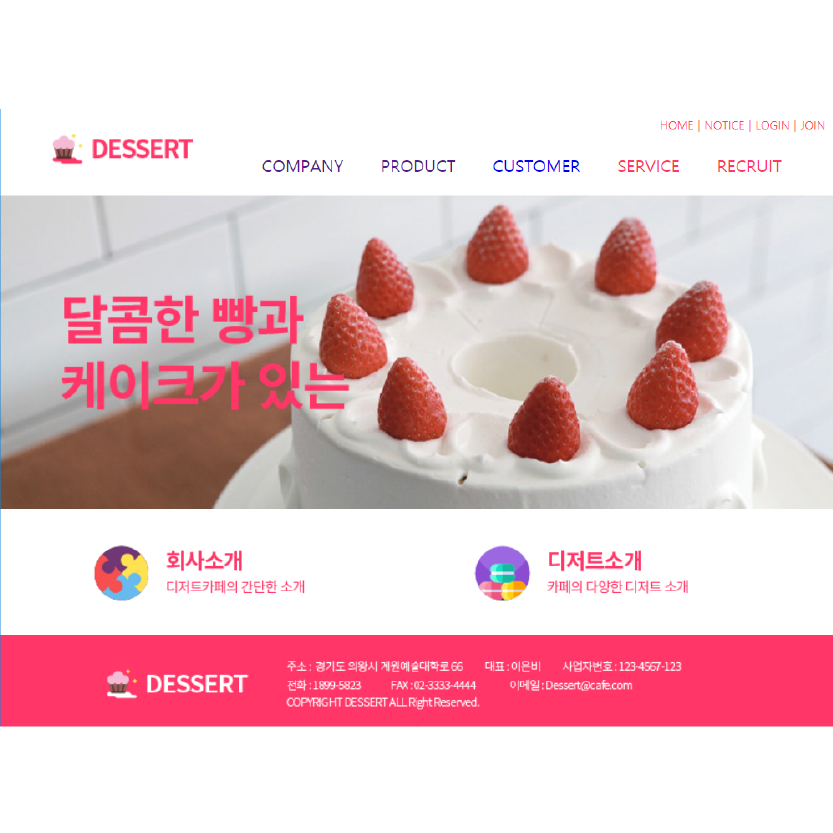 HOME | NOTICE | LOGIN | JOIN
DESSERT
COMPANY PRODUCT CUSTOMER SERVICE RECRUIT
달콤한 빵과
케이크가 있는
회사소개
디저트카페의 간단한 소개
디저트소개
카페의 다양한 디저트 소개
DESSERT
주소 : 경기도 의왕시 계원예술대학로 66 대표 : 이은비 사업자번호 : 123-4567-123
전화 : 1899-5823 FAX : 02-3333-4444 이메일 : Dessert@cafe.com
COPYRIGHT DESSERT ALL Right Reserved.